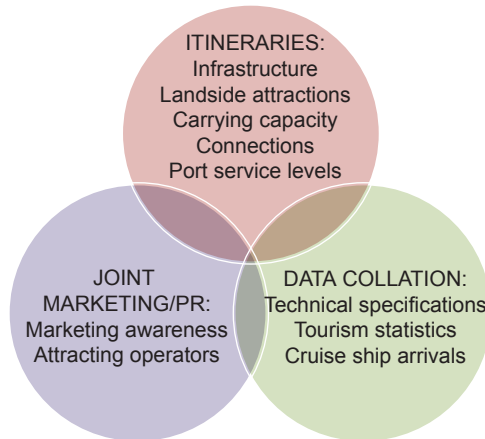 ITINERARIES:
Infrastructure
Landside attractions
Carrying capacity
Connections
Port service levels
JOINT
MARKETING/PR:
Marketing awareness
Attracting operators
DATA COLLATION:
Technical specifications
Tourism statistics
Cruise ship arrivals